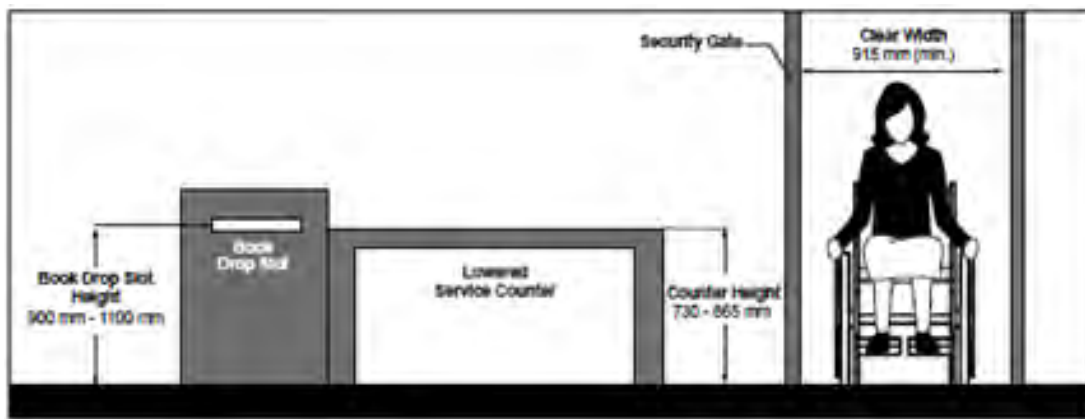 Security Gate
Clear Width
915 mm (min.)
Book
Drop Slot
Book Drop Slot
Height
900 mm - 1100 mm
Lowered
Service Counter
Counter Height
730 - 865 mm